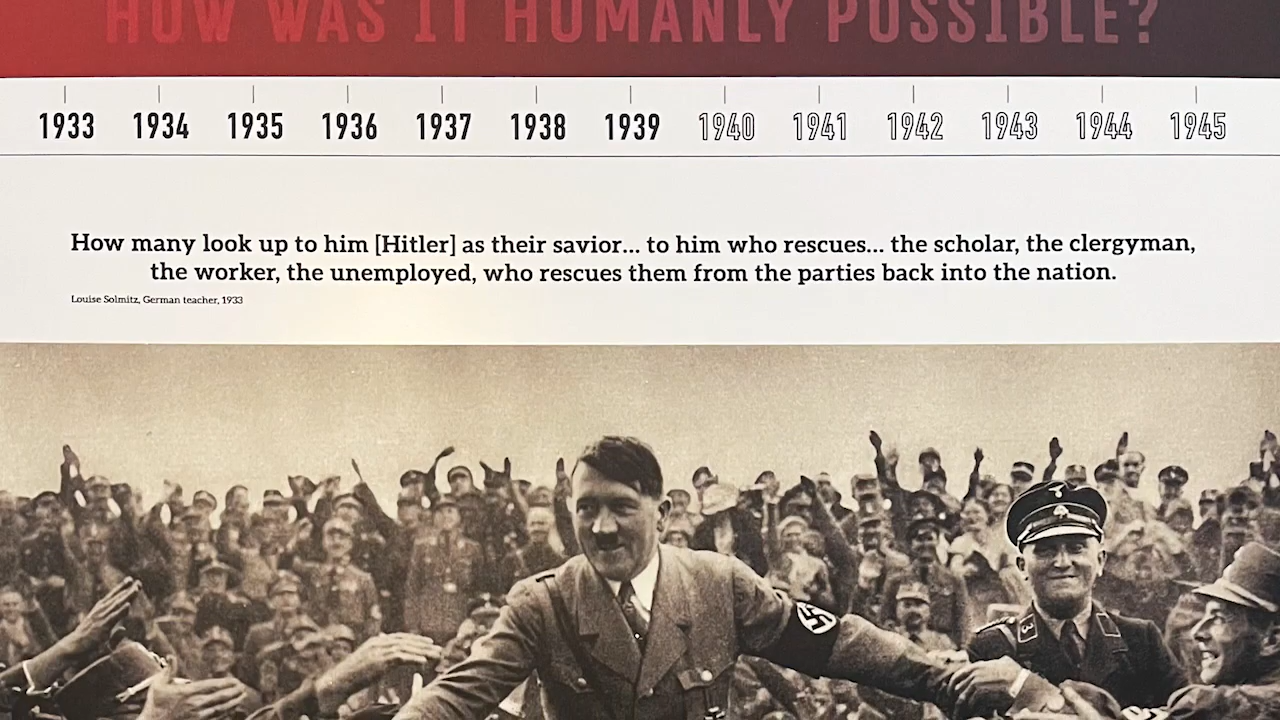 HOW WAS IT HUMANLY POSSIBLE?
1933 1934 1935 1936 1937 1938 1939 1940 1941 1942 1943 1944 1945
How many look up to him [Hitler] as their savior... to him who rescues... the scholar, the clergyman,
the worker, the unemployed, who rescues them from the parties back into the nation.
Louise Solmitz, German teacher, 1933